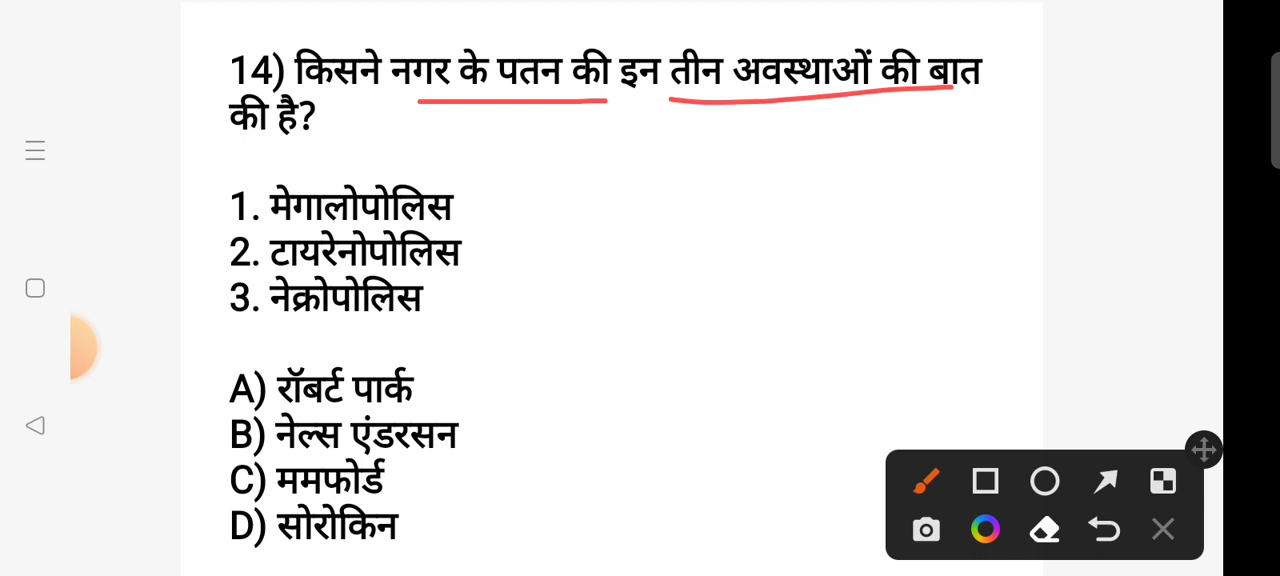 14) किसने नगर के पतन की इन तीन अवस्थाओं की बात
की है?
1. मेगालोपोलिस
2. टायरेनोपोलिस
3. नेक्रोपोलिस
A) रॉबर्ट पार्क
B) नेल्स एंडरसन
C) ममफोर्ड
D) सोरोकिन